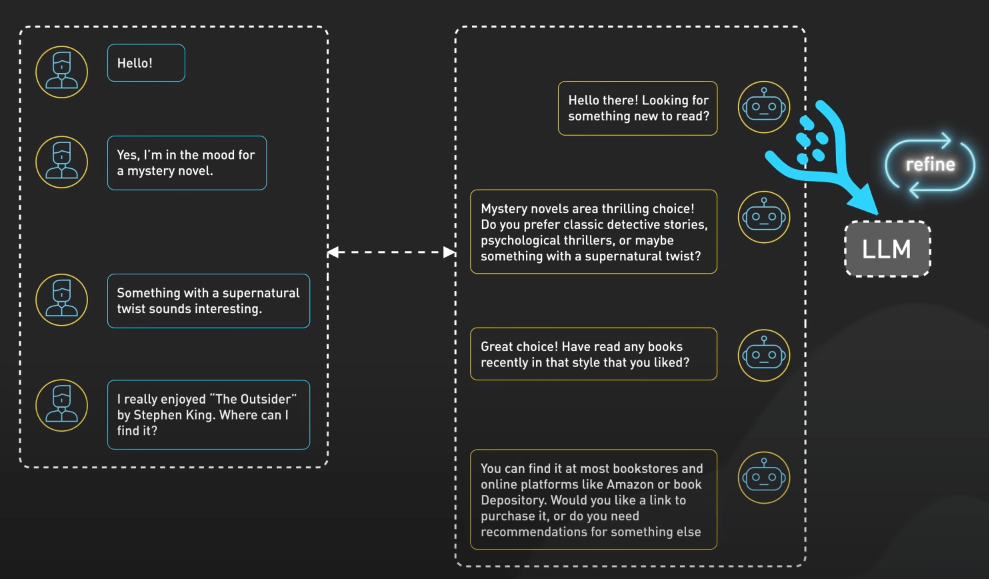 Hello!
Hello there! Looking for
something new to read?
Yes, I'm in the mood for
a mystery novel.
refine
Mystery novels area thrilling choice!
Do you prefer classic detective stories,
psychological thrillers, or maybe
something with a supernatural twist?
LLM
Something with a supernatural
twist sounds interesting.
Great choice! Have read any books
recently in that style that you liked?
I really enjoyed "The Outsider"
by Stephen King. Where can I
find it?
You can find it at most bookstores and
online platforms like Amazon or book
Depository. Would you like a link to
purchase it, or do you need
recommendations for something else